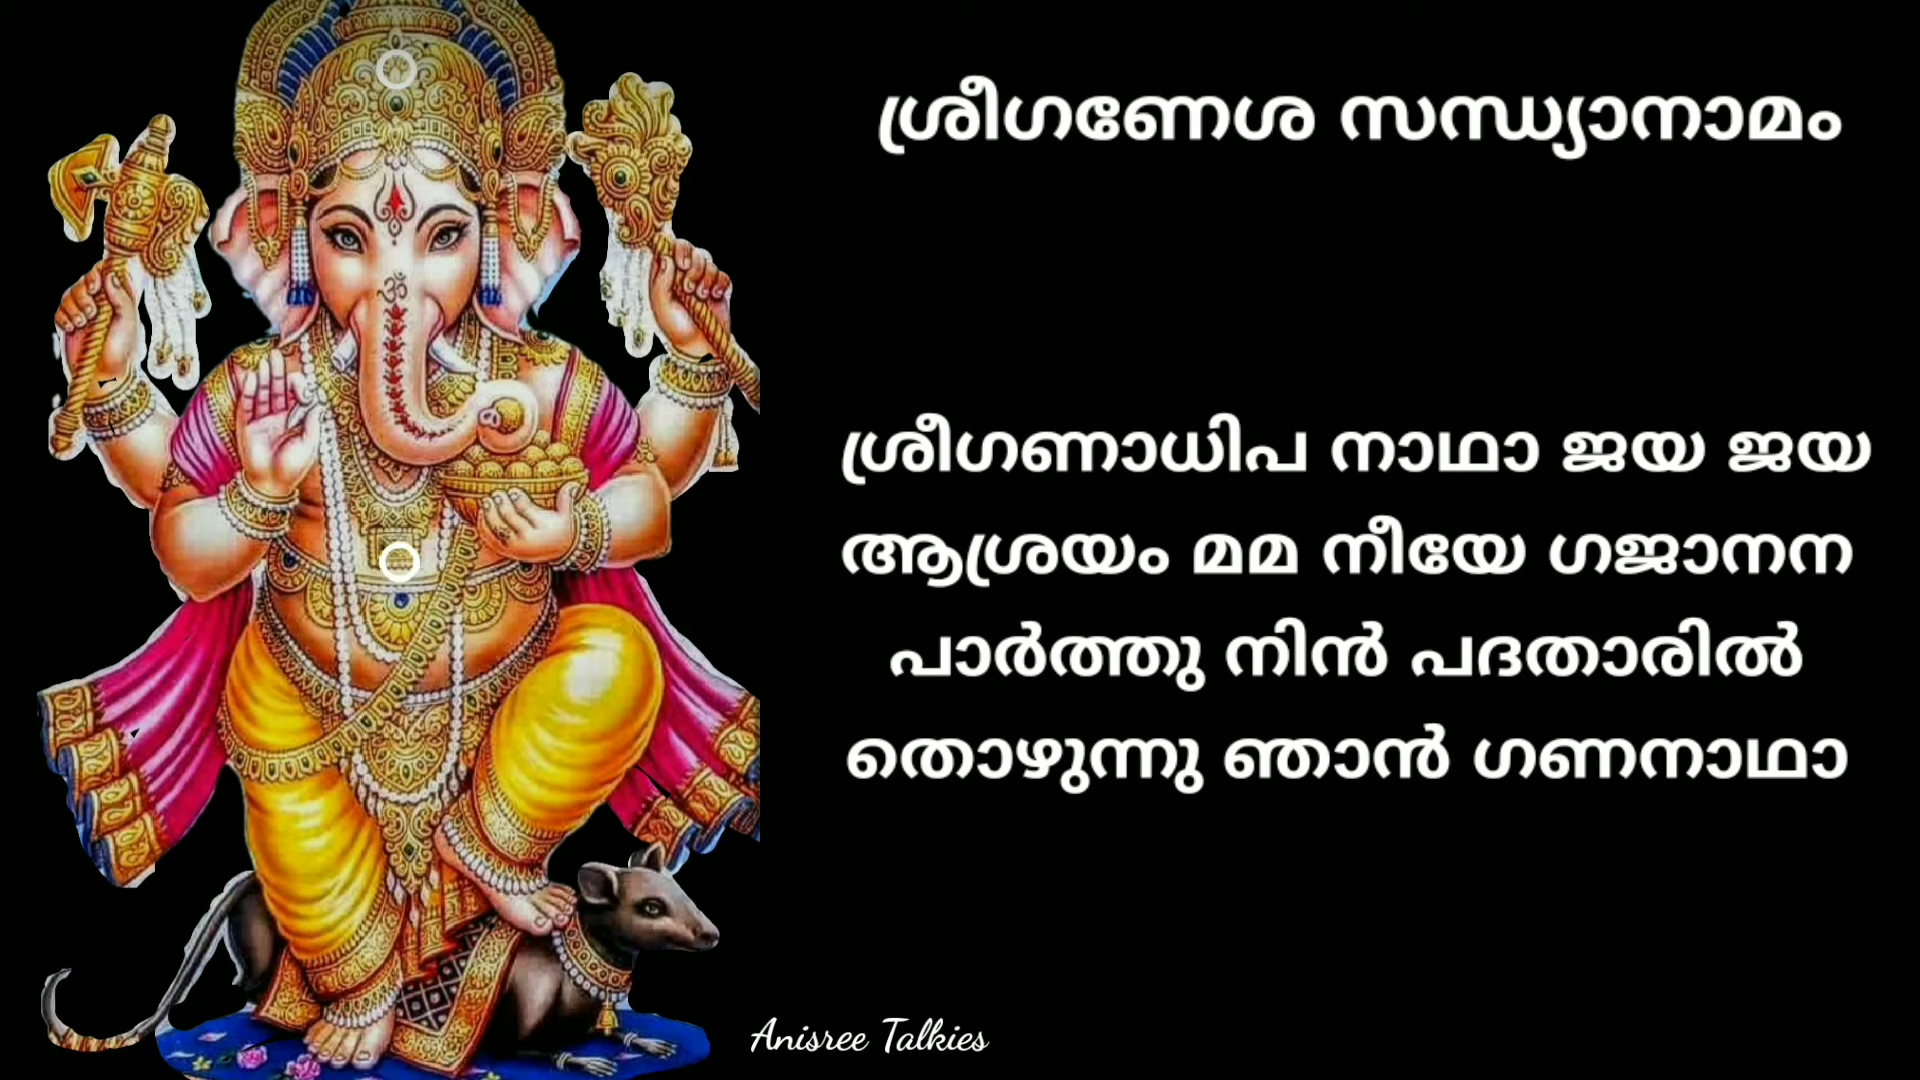 ശ്രീഗണേശ സന്ധ്യാനാമം
ശ്രീഗണാധിപ നാഥാ ജയ ജയ
ആശ്രയം മമ നീയേ ഗജാനന
പാർത്തു നിൻ പദതാരിൽ
തൊഴുന്നു ഞാൻ ഗണനാഥാ
ॐ
Anisree Talkies